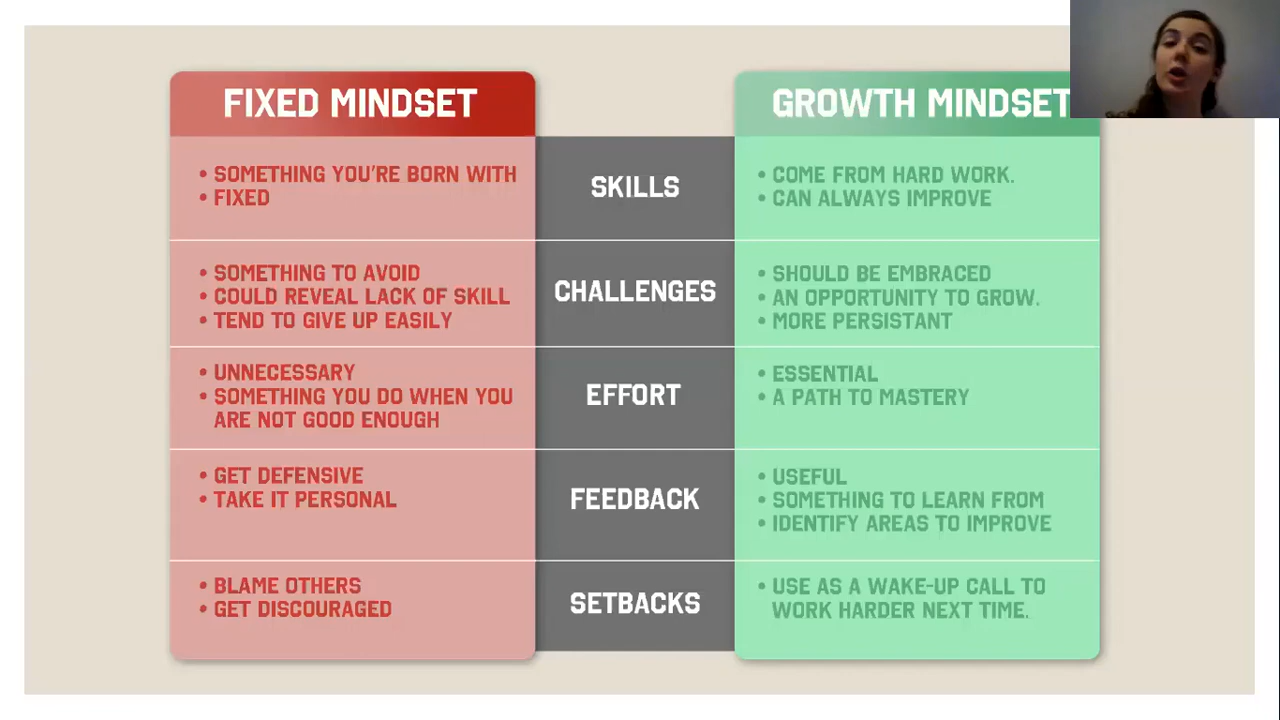 FIXED MINDSET
GROWTH MINDSET
SKILLS
• SOMETHING YOU'RE BORN WITH
• FIXED
• COME FROM HARD WORK.
• CAN ALWAYS IMPROVE
CHALLENGES
• SOMETHING TO AVOID
• COULD REVEAL LACK OF SKILL
• TEND TO GIVE UP EASILY
• SHOULD BE EMBRACED
• AN OPPORTUNITY TO GROW.
• MORE PERSISTANT
EFFORT
• UNNECESSARY
• SOMETHING YOU DO WHEN YOU
ARE NOT GOOD ENOUGH
• ESSENTIAL
• A PATH TO MASTERY
FEEDBACK
• GET DEFENSIVE
• TAKE IT PERSONAL
• USEFUL
• SOMETHING TO LEARN FROM
• IDENTIFY AREAS TO IMPROVE
SETBACKS
• BLAME OTHERS
• GET DISCOURAGED
• USE AS A WAKE-UP CALL TO
WORK HARDER NEXT TIME.